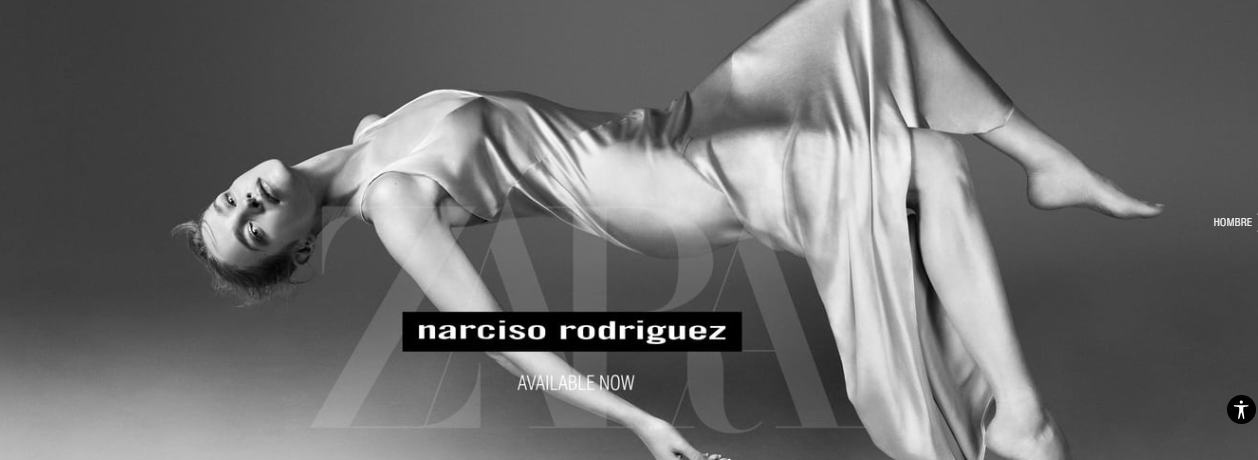 ZARA
narciso rodriguez
AVAILABLE NOW
HOMBRE